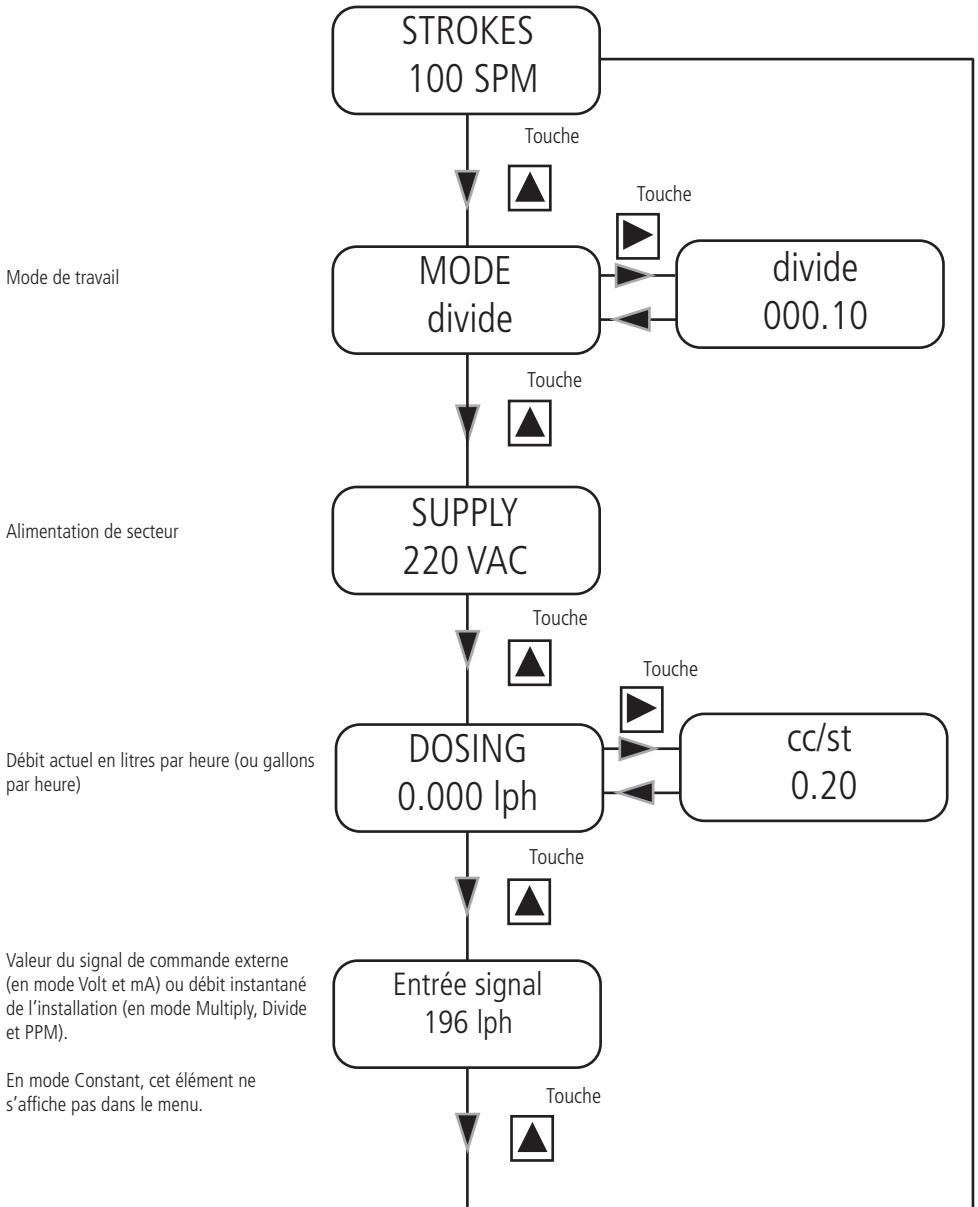 STROKES
100 SPM
Touche
Touche
Mode de travail
MODE
divide
divide
000.10
Touche
Alimentation de secteur
SUPPLY
220 VAC
Touche
Touche
Débit actuel en litres par heure (ou gallons
par heure)
DOSING
0.000 lph
cc/st
0.20
Touche
Valeur du signal de commande externe
(en mode Volt et mA) ou débit instantané
de l'installation (en mode Multiply, Divide
et PPM).
En mode Constant, cet élément ne
s'affiche pas dans le menu.
Entrée signal
196 lph
Touche